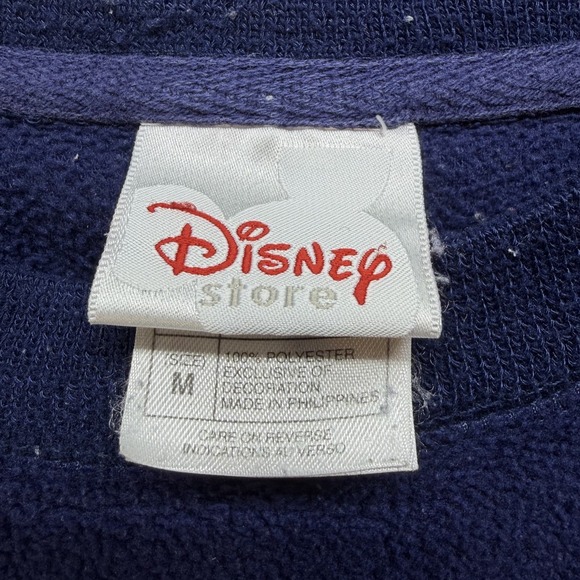 Disney
store
(SIZE)
M
100% POLYESTER
EXCLUSIVE OF
DECORATION
MADE IN PHILIPPINES
CARE ON REVERSE
INDICATIONS AU VERSO